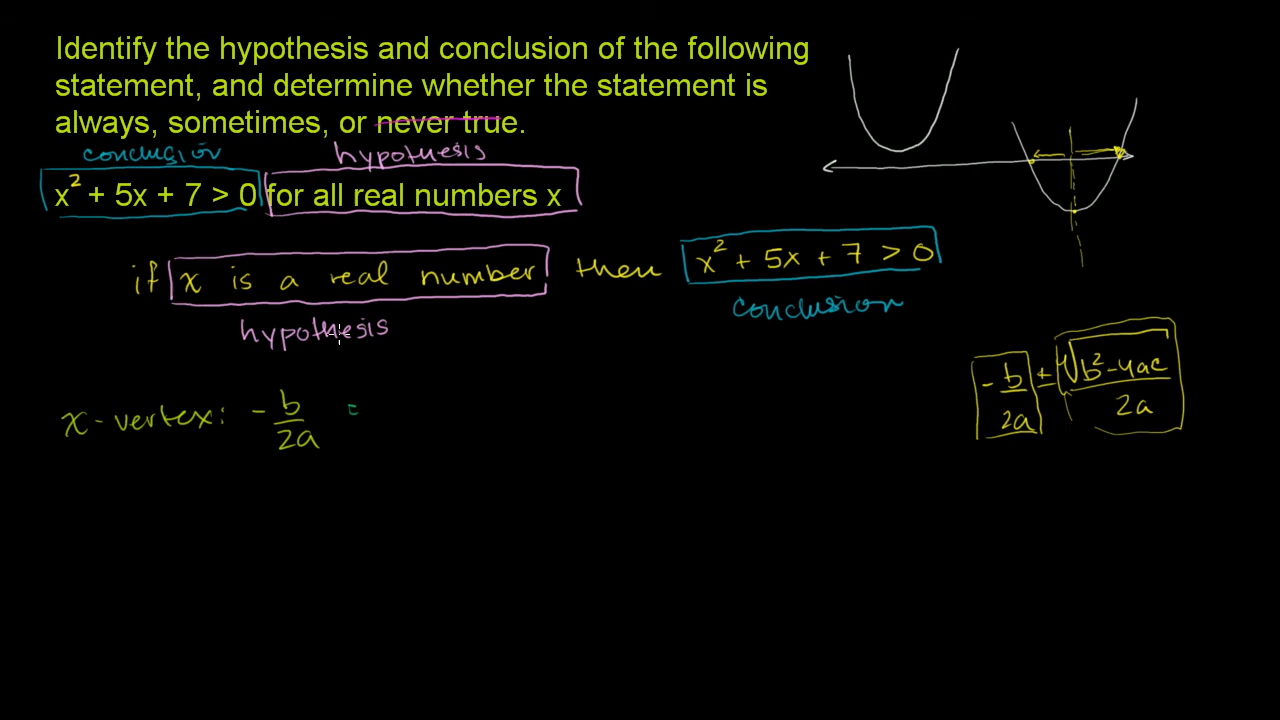 Identify the hypothesis and conclusion of the following
statement, and determine whether the statement is
always, sometimes, or never true.
conclusion hypothesis
x² + 5x + 7 > 0 for all real numbers x
if x is a real number then x² + 5x + 7 > 0
hypothesis conclusion
-b/2a ± √b²-4ac/2a
x-vertex: -b/2a =